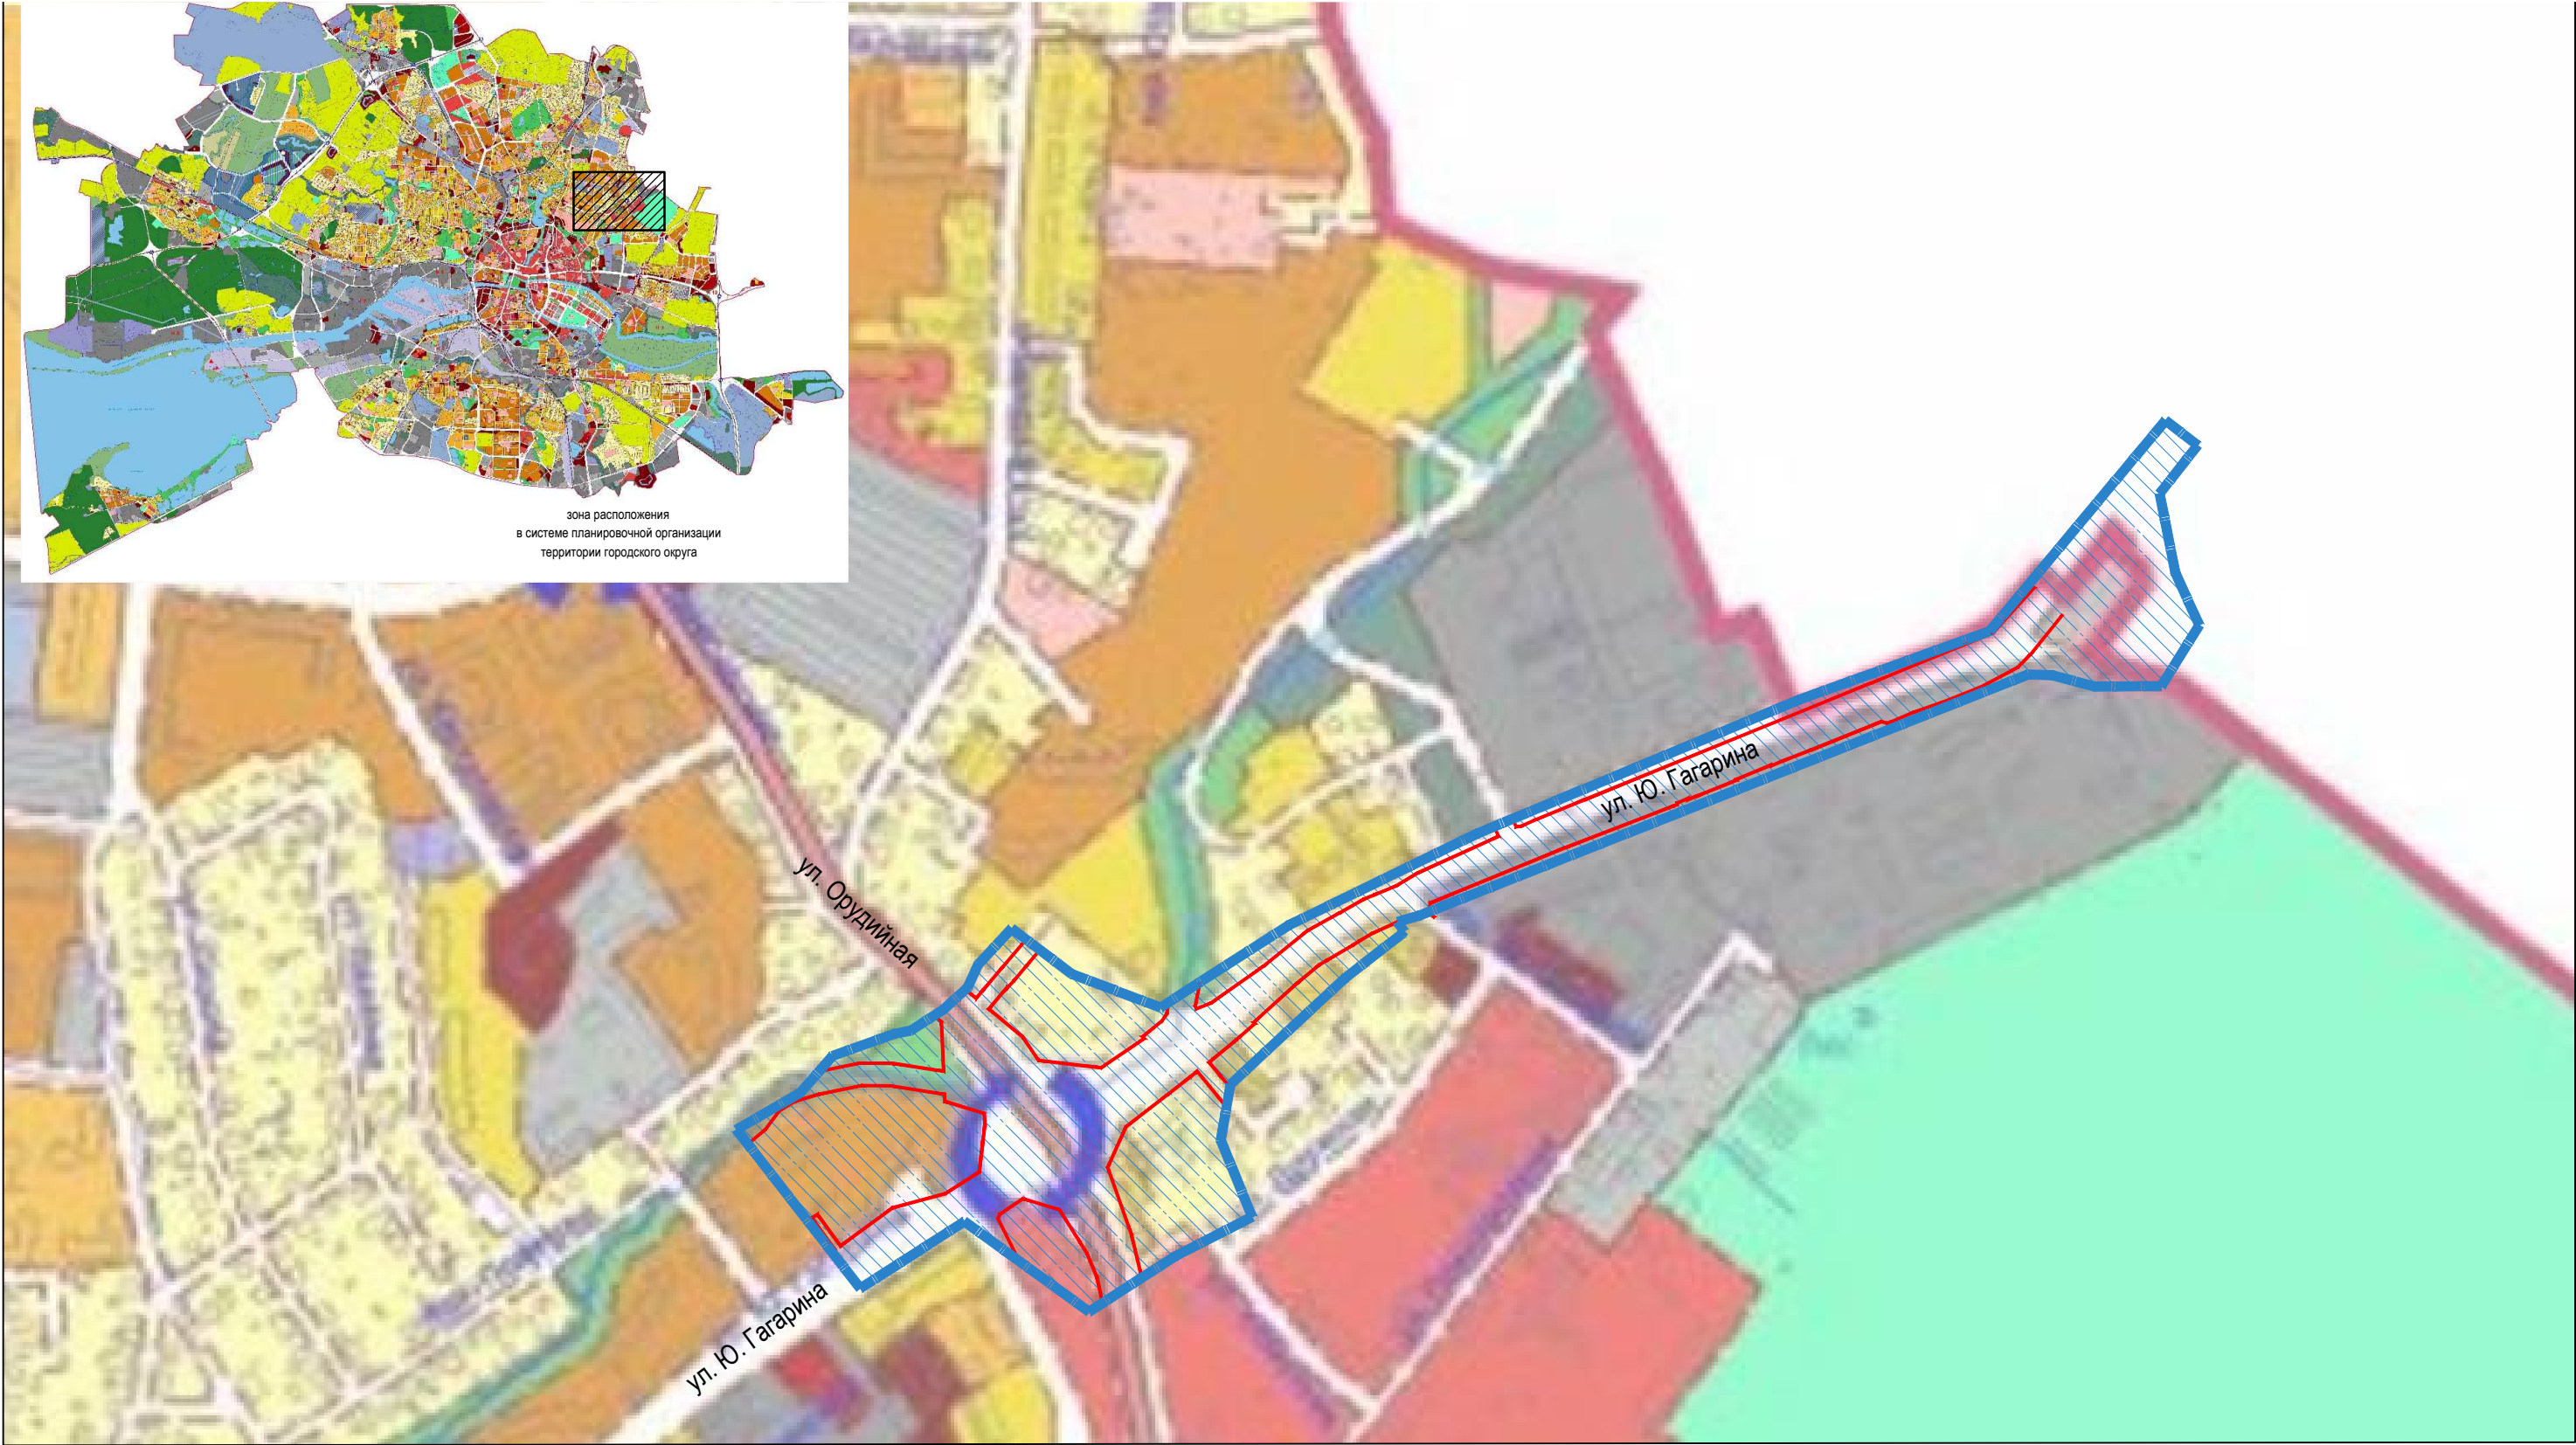 зона расположения
в системе планировочной организации
территории городского округа
ул. Ю. Гагарина
ул. Орудийная
ул. Ю. Гагарина